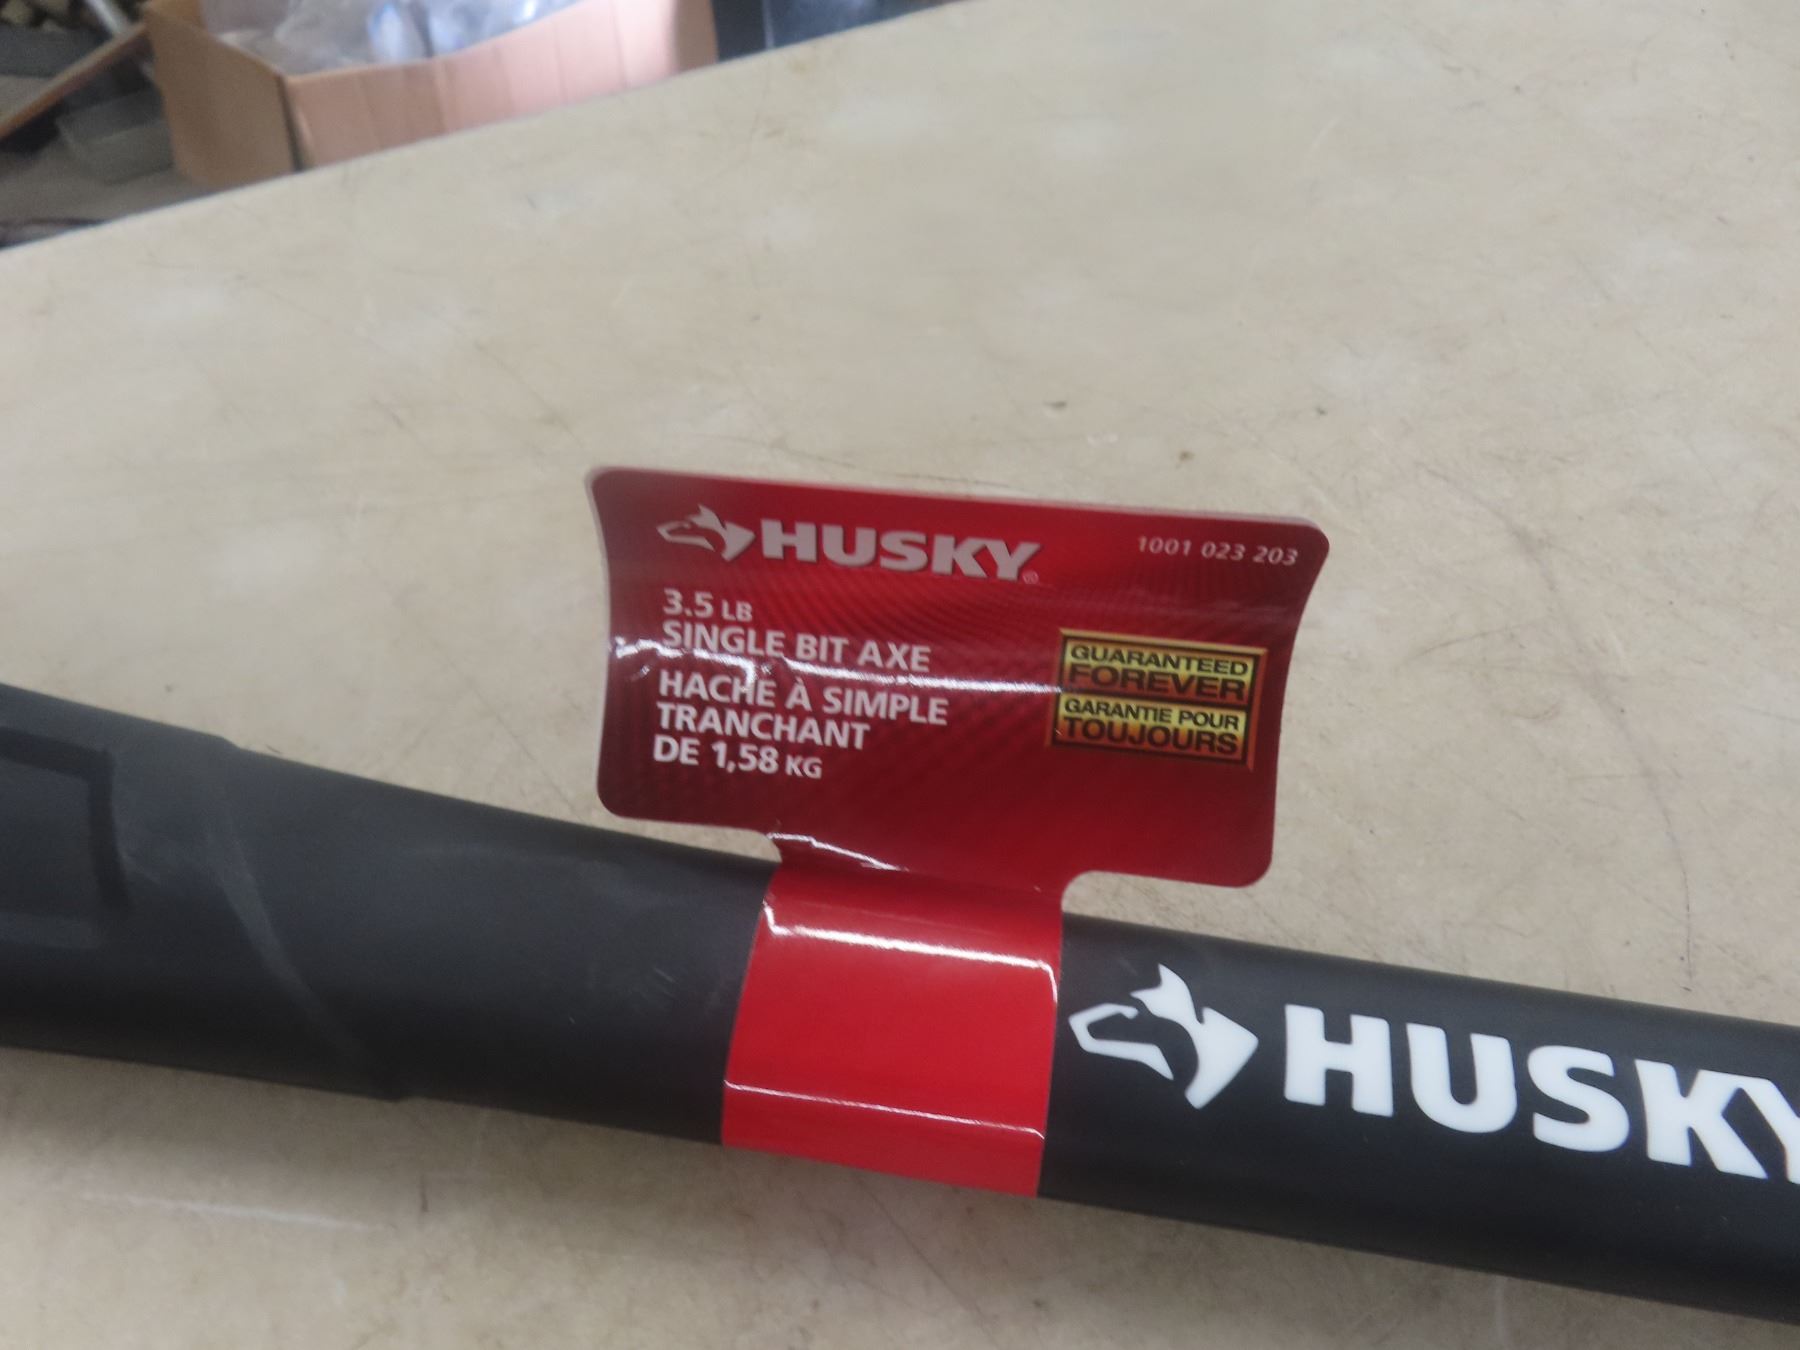 HUSKY®
1001 023 203
3.5 LB
SINGLE BIT AXE
HACHE À SIMPLE
TRANCHANT
DE 1,58 KG
GUARANTEED
FOREVER
GARANTIE POUR
TOUJOURS
HUSKY